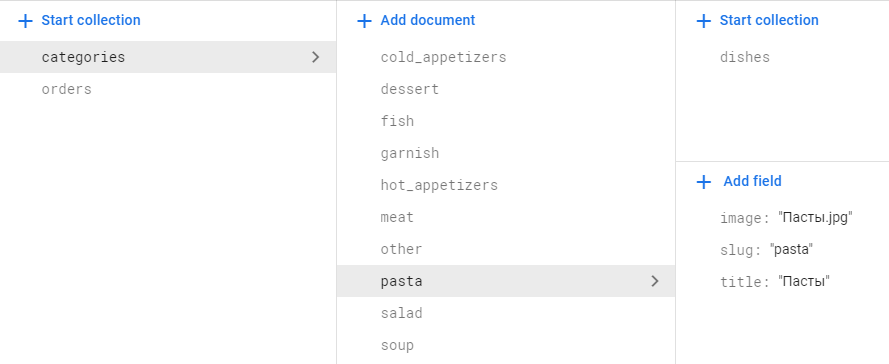 Start collection
categories
orders
Add document
cold_appetizers
dessert
fish
garnish
hot_appetizers
meat
other
pasta
salad
soup
Start collection
dishes
Add field
image: "Пасты.jpg"
slug: "pasta"
title: "Пасты"